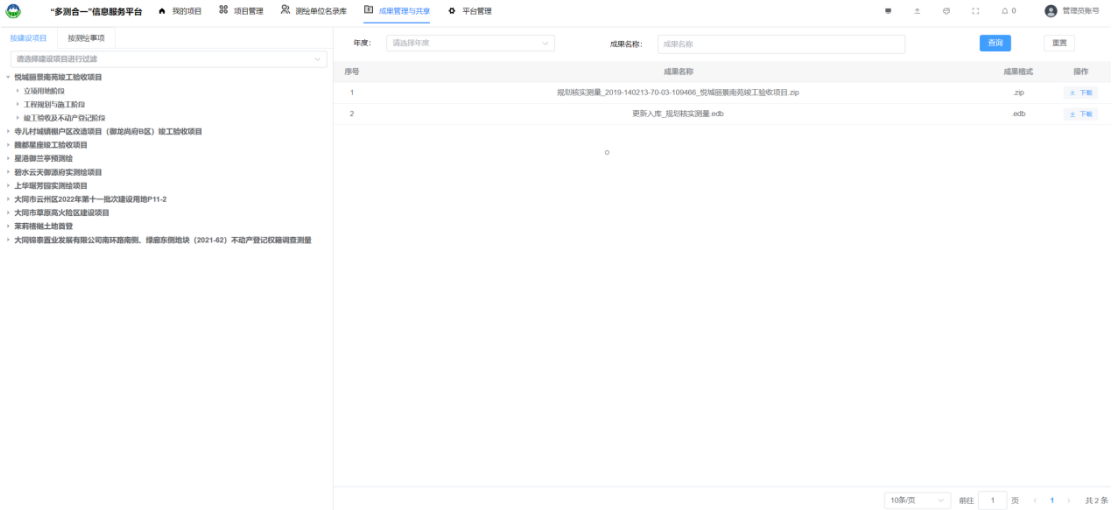 “多测合一”信息服务平台 我的项目 项目管理 测绘单位名录库 成果管理与共享 平台管理 0 管理员账号
按建设项目 按测绘事项
请选择建设项目进行过滤
悦城丽景南苑竣工验收项目
立项用地阶段
工程规划与施工阶段
竣工验收及不动产登记阶段
寺儿村城镇棚户区改造项目（御龙尚府B区）竣工验收项目
魏都星座竣工验收项目
星港御兰亭预测绘
碧水云天御源府实测绘项目
上华琚芳园实测绘项目
大同市云州区2022年第十一批次建设用地P11-2
大同市草原高火险区建设项目
茉莉禧樾土地首登
大同锦泰置业发展有限公司南环路南侧、绿廊东侧地块（2021-62）不动产登记权籍调查测量
年度： 请选择年度 成果名称： 成果名称 查询 重置
序号 成果名称 成果格式 操作
1 规划核实测量_2019-140213-70-03-109466_悦城丽景南苑竣工验收项目.zip .zip 下载
2 更新入库_规划核实测量.edb .edb 下载
10条/页 前往 1 页 1 共 2 条